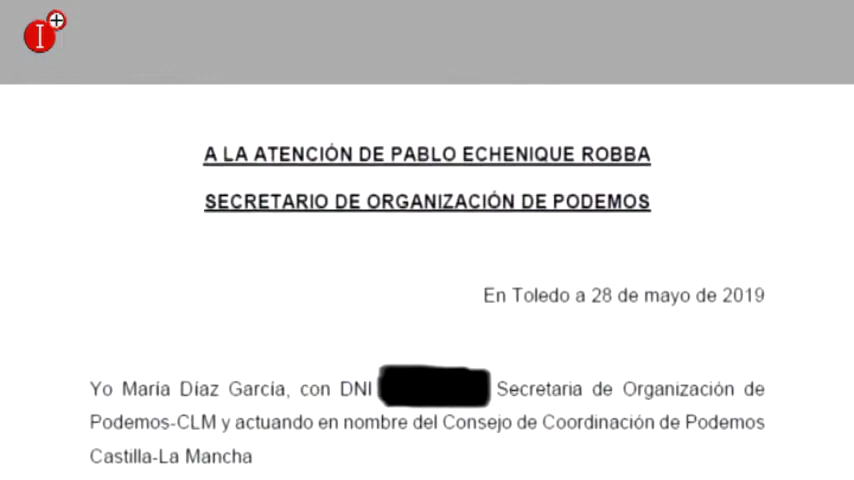 I
A LA ATENCIÓN DE PABLO ECHENIQUE ROBBA
SECRETARIO DE ORGANIZACIÓN DE PODEMOS
En Toledo a 28 de mayo de 2019
Yo María Díaz García, con DNI Secretaria de Organización de
Podemos-CLM y actuando en nombre del Consejo de Coordinación de Podemos
Castilla-La Mancha